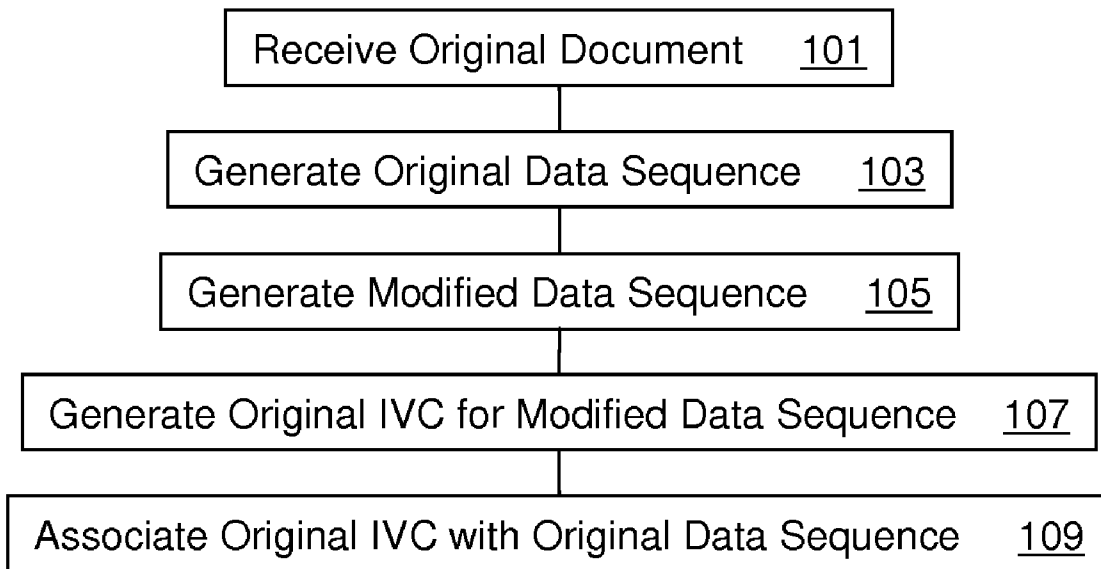 Receive Original Document 101
Generate Original Data Sequence 103
Generate Modified Data Sequence 105
Generate Original IVC for Modified Data Sequence 107
Associate Original IVC with Original Data Sequence 109